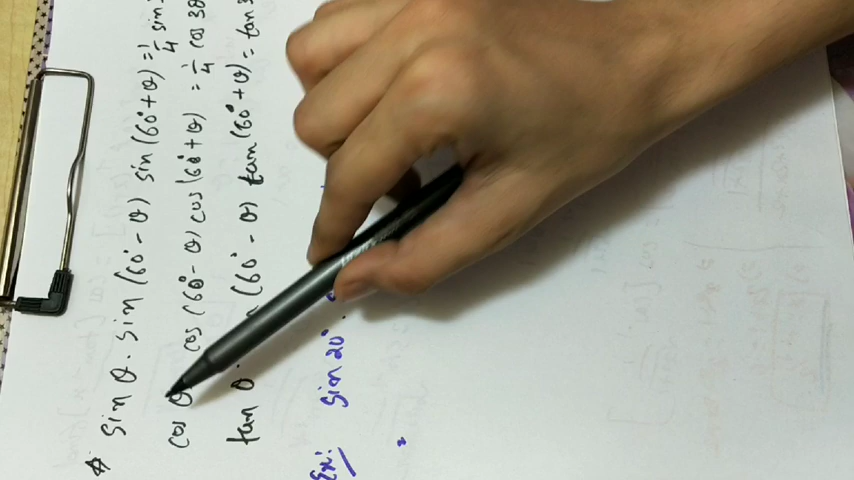 * sin θ . sin (60° - θ) sin (60° + θ) = 1/4 sin
cos θ cos (60° - θ) cos (60° + θ) = 1/4 cos 3θ
tan θ . (60° - θ) tan (60° + θ) = tan 3
Ex: sin 20° .
=